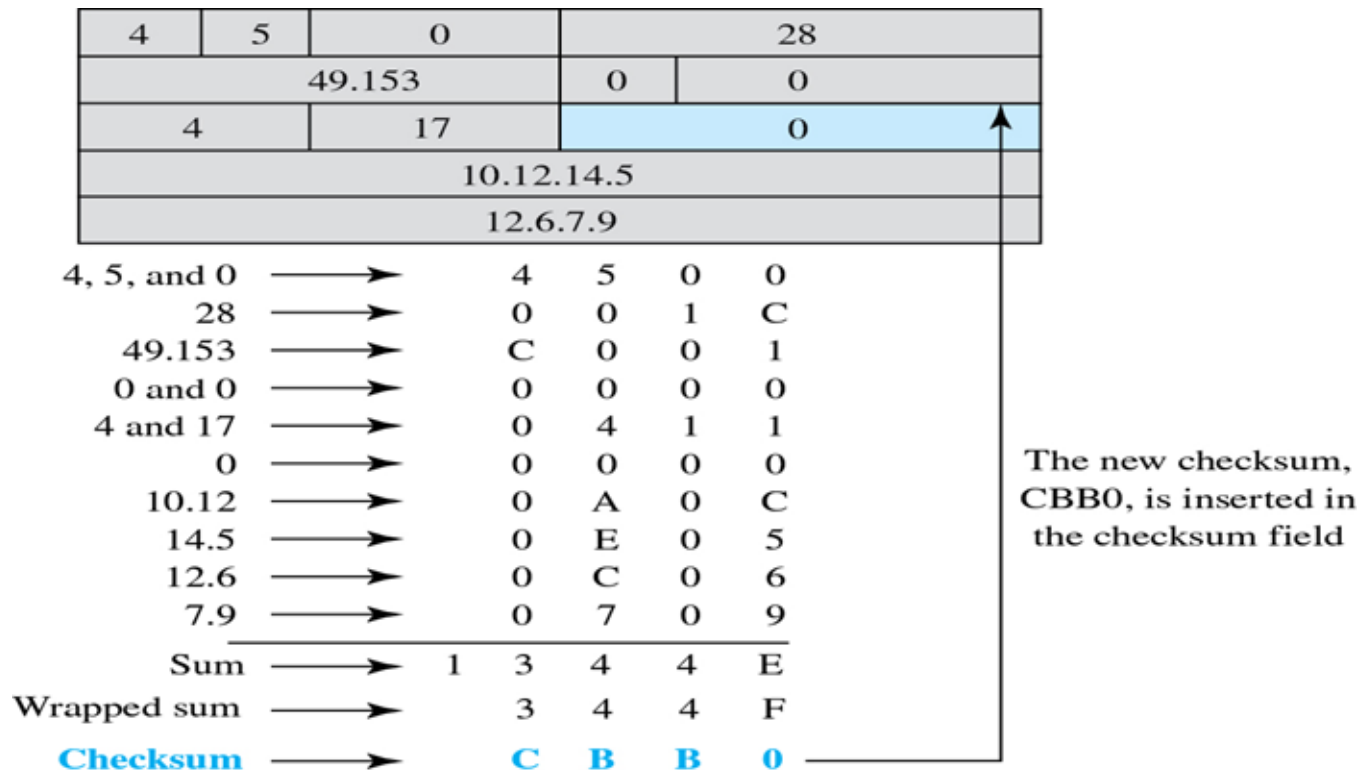 4 5 0 28
49.153 0 0
4 17 0
10.12.14.5
12.6.7.9
4, 5, and 0 4 5 0 0
28 0 0 1 C
49.153 C 0 0 1
0 and 0 0 0 0 0
4 and 17 0 4 1 1
0 0 0 0 0
10.12 0 A 0 C
14.5 0 E 0 5
12.6 0 C 0 6
7.9 0 7 0 9
Sum 1 3 4 4 E
Wrapped sum 3 4 4 F
Checksum C B B 0
The new checksum,
CBB0, is inserted in
the checksum field